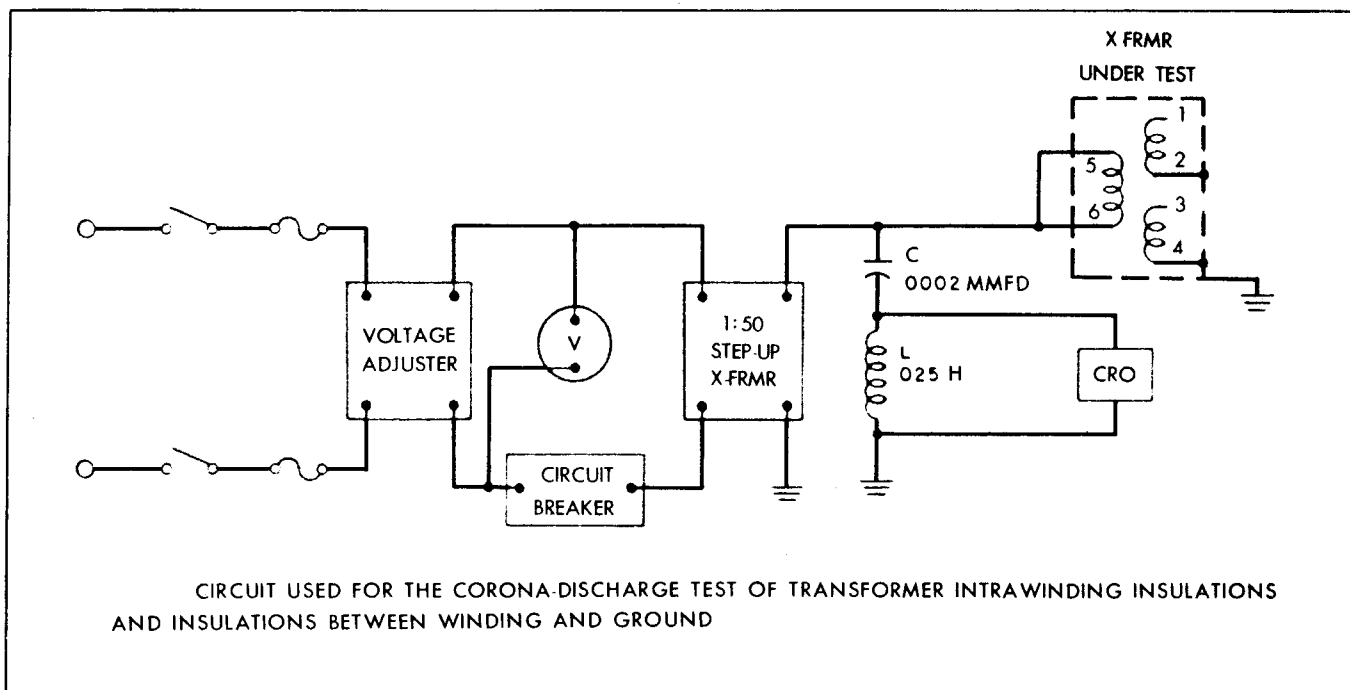 X FRMR
UNDER TEST
1
2
3
4
5
6
VOLTAGE
ADJUSTER
V
1:50
STEP-UP
X-FRMR
C
0002 MMFD
L
025 H
CRO
CIRCUIT
BREAKER
CIRCUIT USED FOR THE CORONA-DISCHARGE TEST OF TRANSFORMER INTRAWINDING INSULATIONS
AND INSULATIONS BETWEEN WINDING AND GROUND